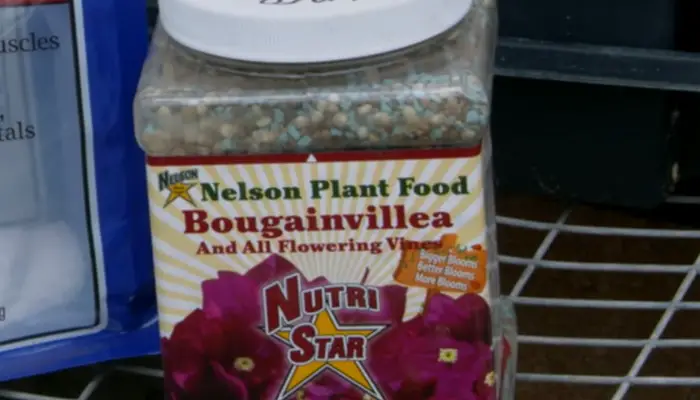 uscles
tals
NELSON
Nelson Plant Food
Bougainvillea
And All Flowering Vines
Bigger Blooms
Better Blooms
More Blooms
NUTRI
STAR